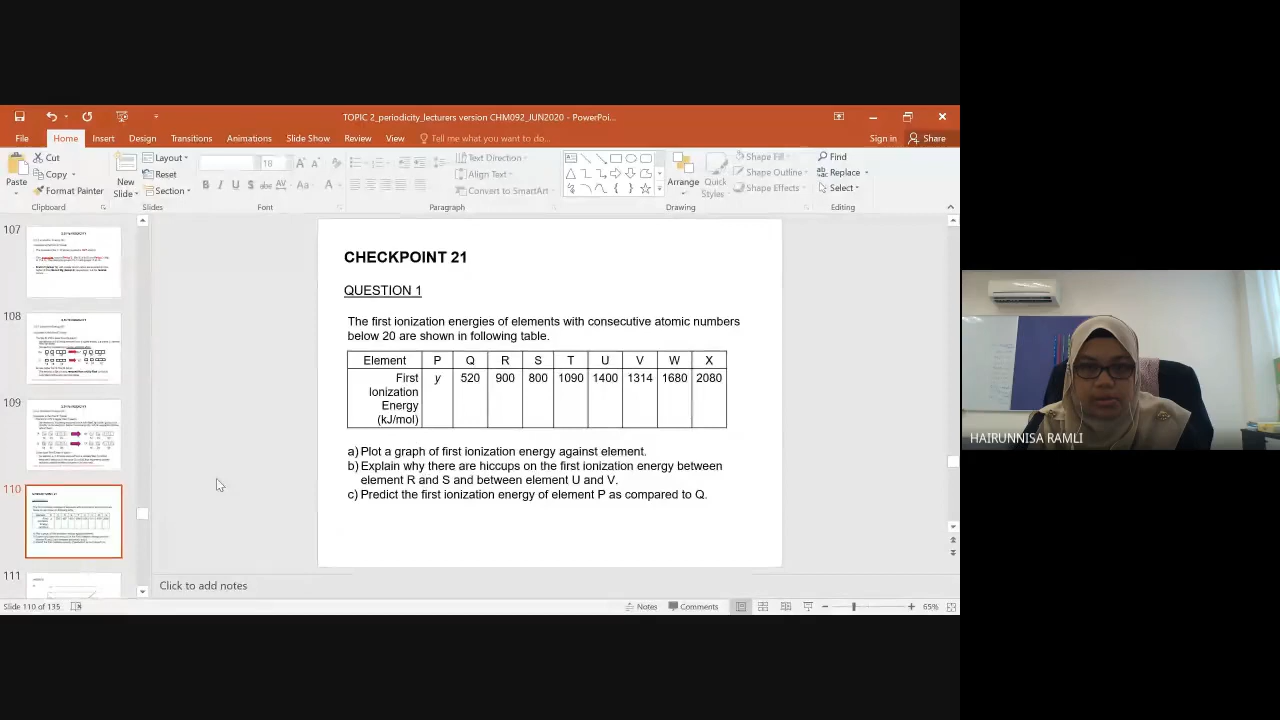 TOPIC 2_periodicity_lecturers version CHM092_JUN2020 - PowerPoi...
File Home Insert Design Transitions Animations Slide Show Review View Tell me what you want to do... Sign in Share
Paste Cut Copy Format Painter
New Slide Layout Reset Section
18
Text Direction Align Text Convert to SmartArt
Arrange Quick Styles Shape Fill Shape Outline Shape Effects
Find Replace Select
Clipboard Slides Font Paragraph Drawing Editing
107
108
109
110
111
CHECKPOINT 21
QUESTION 1
The first ionization energies of elements with consecutive atomic numbers
below 20 are shown in following table.
Element P Q R S T U V W X
First y 520 900 800 1090 1400 1314 1680 2080
Ionization
Energy
(kJ/mol)
a) Plot a graph of first ionization energy against element.
b) Explain why there are hiccups on the first ionization energy between
element R and S and between element U and V.
c) Predict the first ionization energy of element P as compared to Q.
Click to add notes
Slide 110 of 135 Notes Comments 65%
HAIRUNNISA RAMLI